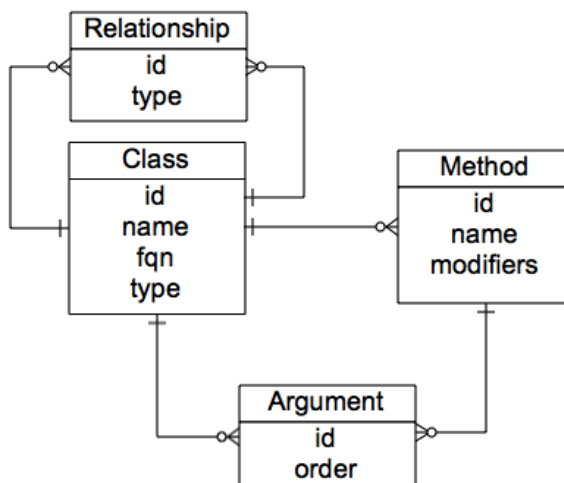 Relationship
id
type
Class
id
name
fqn
type
Method
id
name
modifiers
Argument
id
order